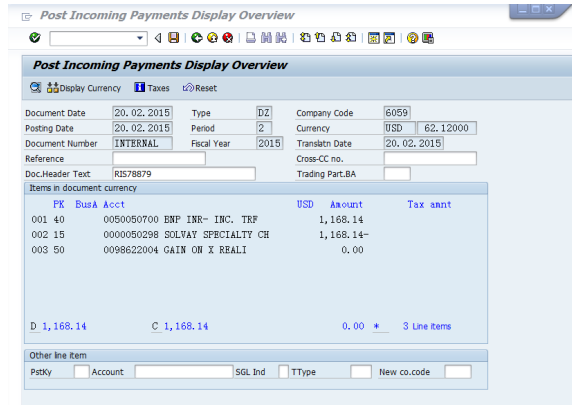 Post Incoming Payments Display Overview
Post Incoming Payments Display Overview
Display Currency Taxes Reset
Document Date 20.02.2015 Type DZ Company Code 6059
Posting Date 20.02.2015 Period 2 Currency USD 62.12000
Document Number INTERNAL Fiscal Year 2015 Translatn Date 20.02.2015
Reference Cross-CC no.
Doc.Header Text RIS78879 Trading Part.BA
Items in document currency
PK BusA Acct USD Amount Tax amnt
001 40 0050050700 BNP INR- INC. TRF 1,168.14
002 15 0000050298 SOLVAY SPECIALTY CH 1,168.14-
003 50 0098622004 GAIN ON X REALI 0.00
D 1,168.14 C 1,168.14 0.00 * 3 Line items
Other line item
PstKy Account SGL Ind TType New co.code